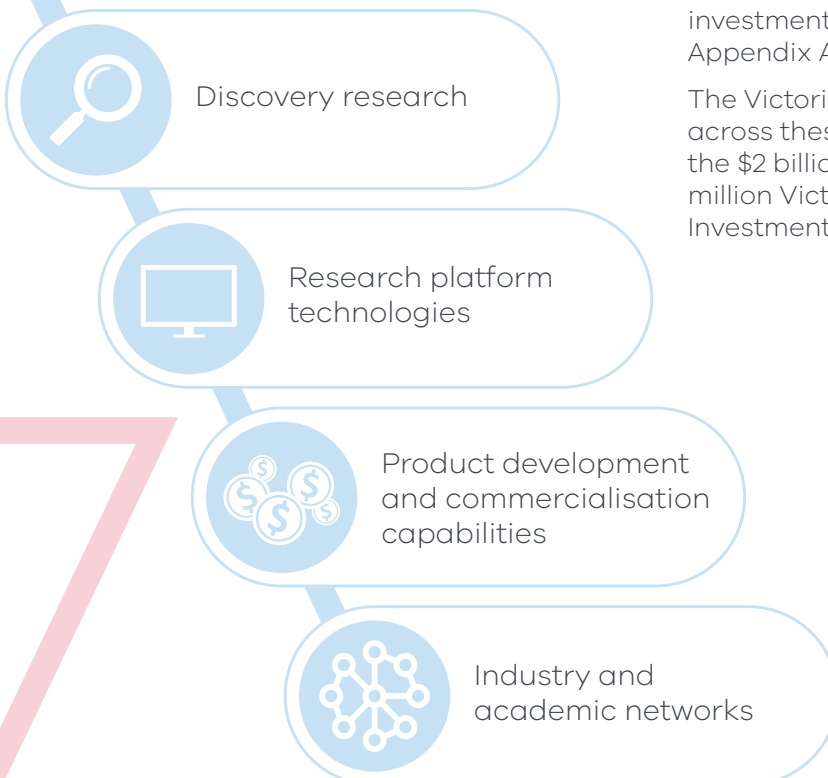 Discovery research
Research platform
technologies
Product development
and commercialisation
capabilities
Industry and
academic networks
investment
Appendix A
The Victori
across thes
the $2 billio
million Vict
Investment